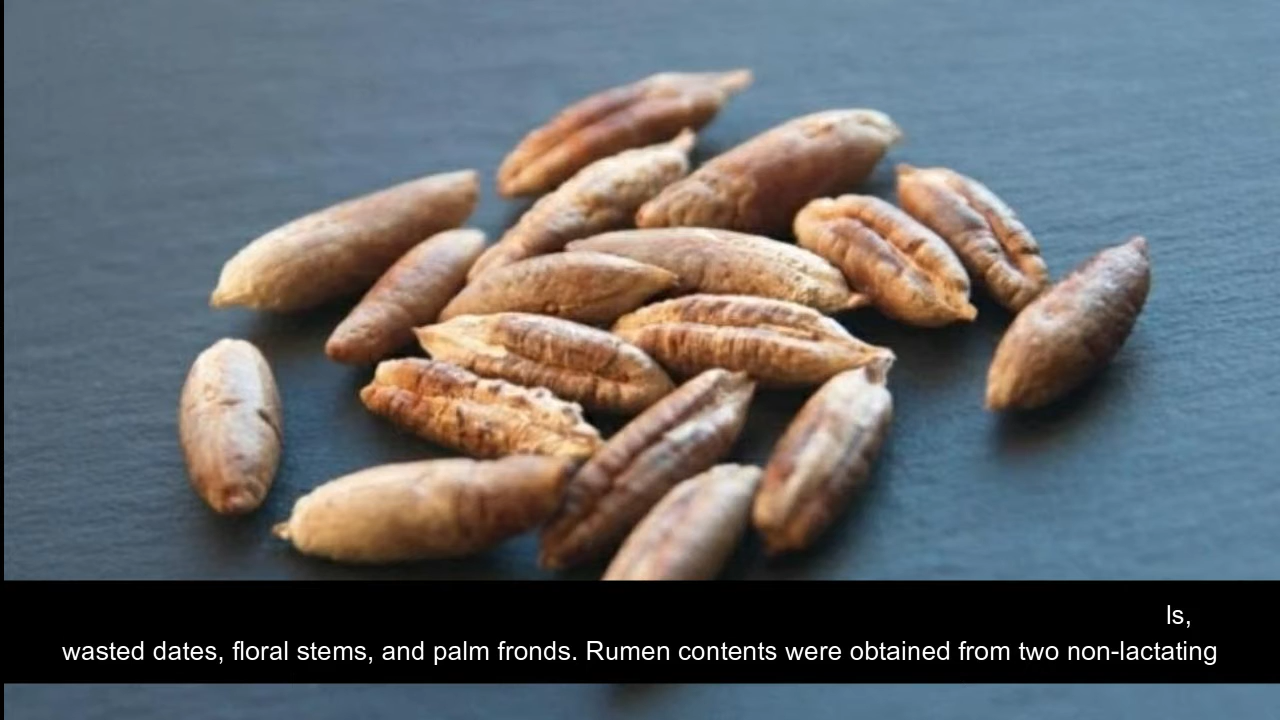 ls,
wasted dates, floral stems, and palm fronds. Rumen contents were obtained from two non-lactating